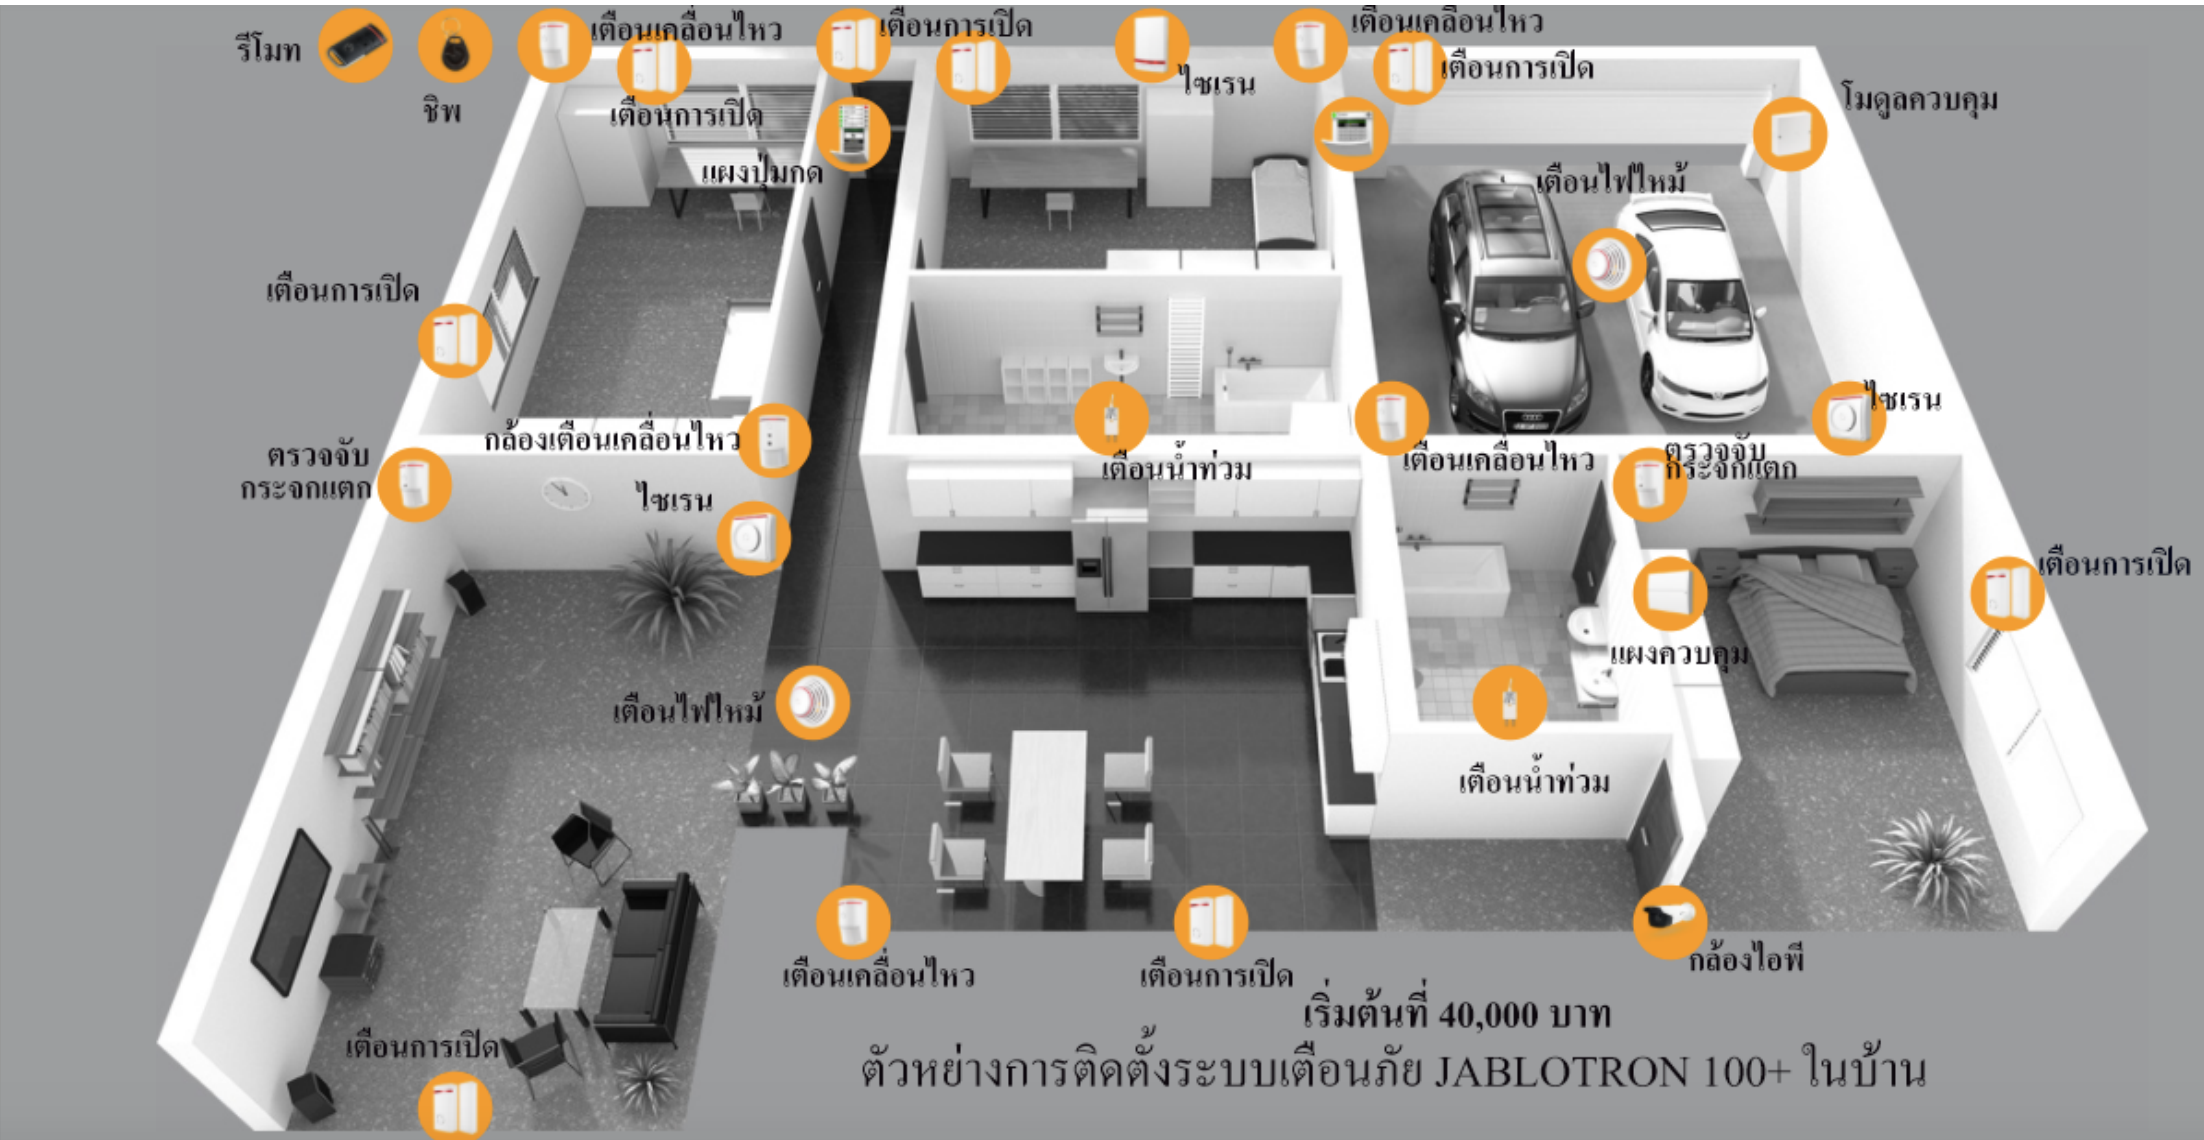 รีโมท
ชิพ
เตือนเคลื่อนไหว
เตือนการเปิด
เตือนการเปิด
แผงปุ่มกด
ไซเรน
เตือนเคลื่อนไหว
เตือนการเปิด
โมดูลควบคุม
เตือนไฟไหม้
เตือนการเปิด
ไซเรน
กล้องเตือนเคลื่อนไหว
ตรวจจับ
กระจกแตก
ไซเรน
เตือนน้ำท่วม
เตือนเคลื่อนไหว
ตรวจจับ
กระจกแตก
เตือนการเปิด
แผงควบคุม
เตือนไฟไหม้
เตือนน้ำท่วม
เตือนเคลื่อนไหว
เตือนการเปิด
กล้องไอพี
เตือนการเปิด
เริ่มต้นที่ 40,000 บาท
ตัวหย่างการติดตั้งระบบเตือนภัย JABLOTRON 100+ ในบ้าน